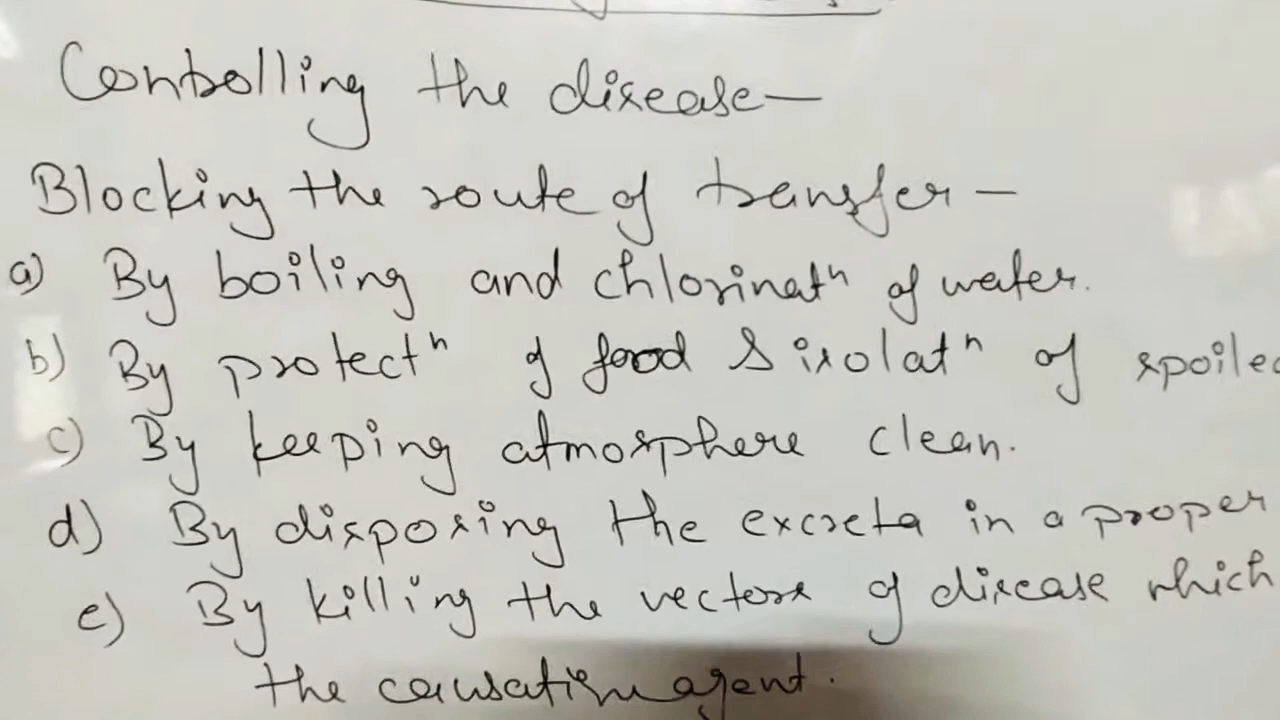 Controlling the disease—
Blocking the route of transfer—
a) By boiling and chlorinatⁿ of water.
b) By protectⁿ of food & isolatⁿ of spoiled
c) By keeping atmosphere clean.
d) By disposing the excreta in a proper
e) By killing the vectors of disease which
the causation agent.